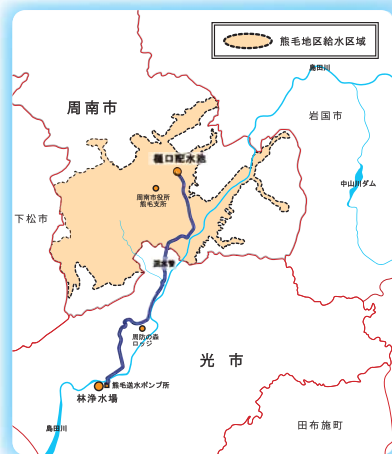 熊毛地区給水区域
島田川
周南市
岩国市
樋口配水池
中山川ダム
周南市役所
熊毛支所
下松市
送水管
周防の森
ロッジ
光市
熊毛送水ポンプ所
林浄水場
島田川
田布施町